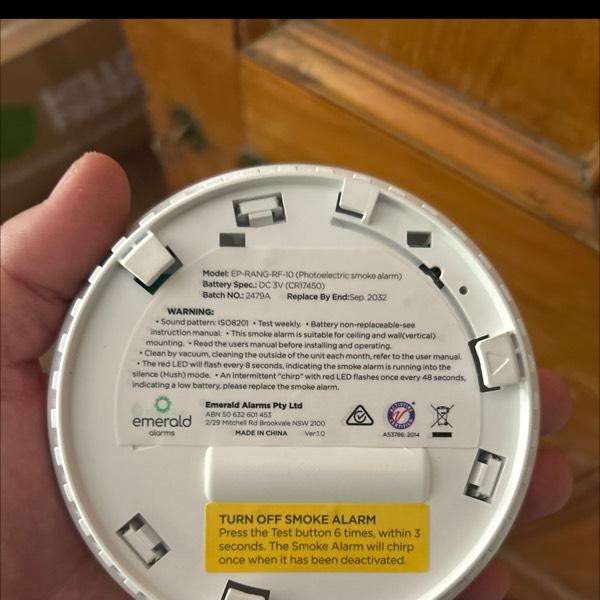 Model: EP-RANG-RF-10 (Photoelectric smoke alarm)
Battery Spec.: DC 3V (CR17450)
Batch NO.: 2479A Replace By End:Sep. 2032
WARNING:
• Sound pattern: ISO8201 • Test weekly. • Battery non-replaceable-see
instruction manual. • This smoke alarm is suitable for ceiling and wall(vertical)
mounting. • Read the users manual before installing and operating.
• Clean by vacuum, cleaning the outside of the unit each month, refer to the user manual.
• The red LED will flash every 8 seconds, indicating the smoke alarm is running into the
silence (Hush) mode. • An intermittent "chirp" with red LED flashes once every 48 seconds,
indicating a low battery, please replace the smoke alarm.
emerald
alarms
Emerald Alarms Pty Ltd
ABN 50 632 601 453
2/29 Mitchell Rd Brookvale NSW 2100
MADE IN CHINA Ver:1.0
AS3786: 2014
TURN OFF SMOKE ALARM
Press the Test button 6 times, within 3
seconds. The Smoke Alarm will chirp
once when it has been deactivated.